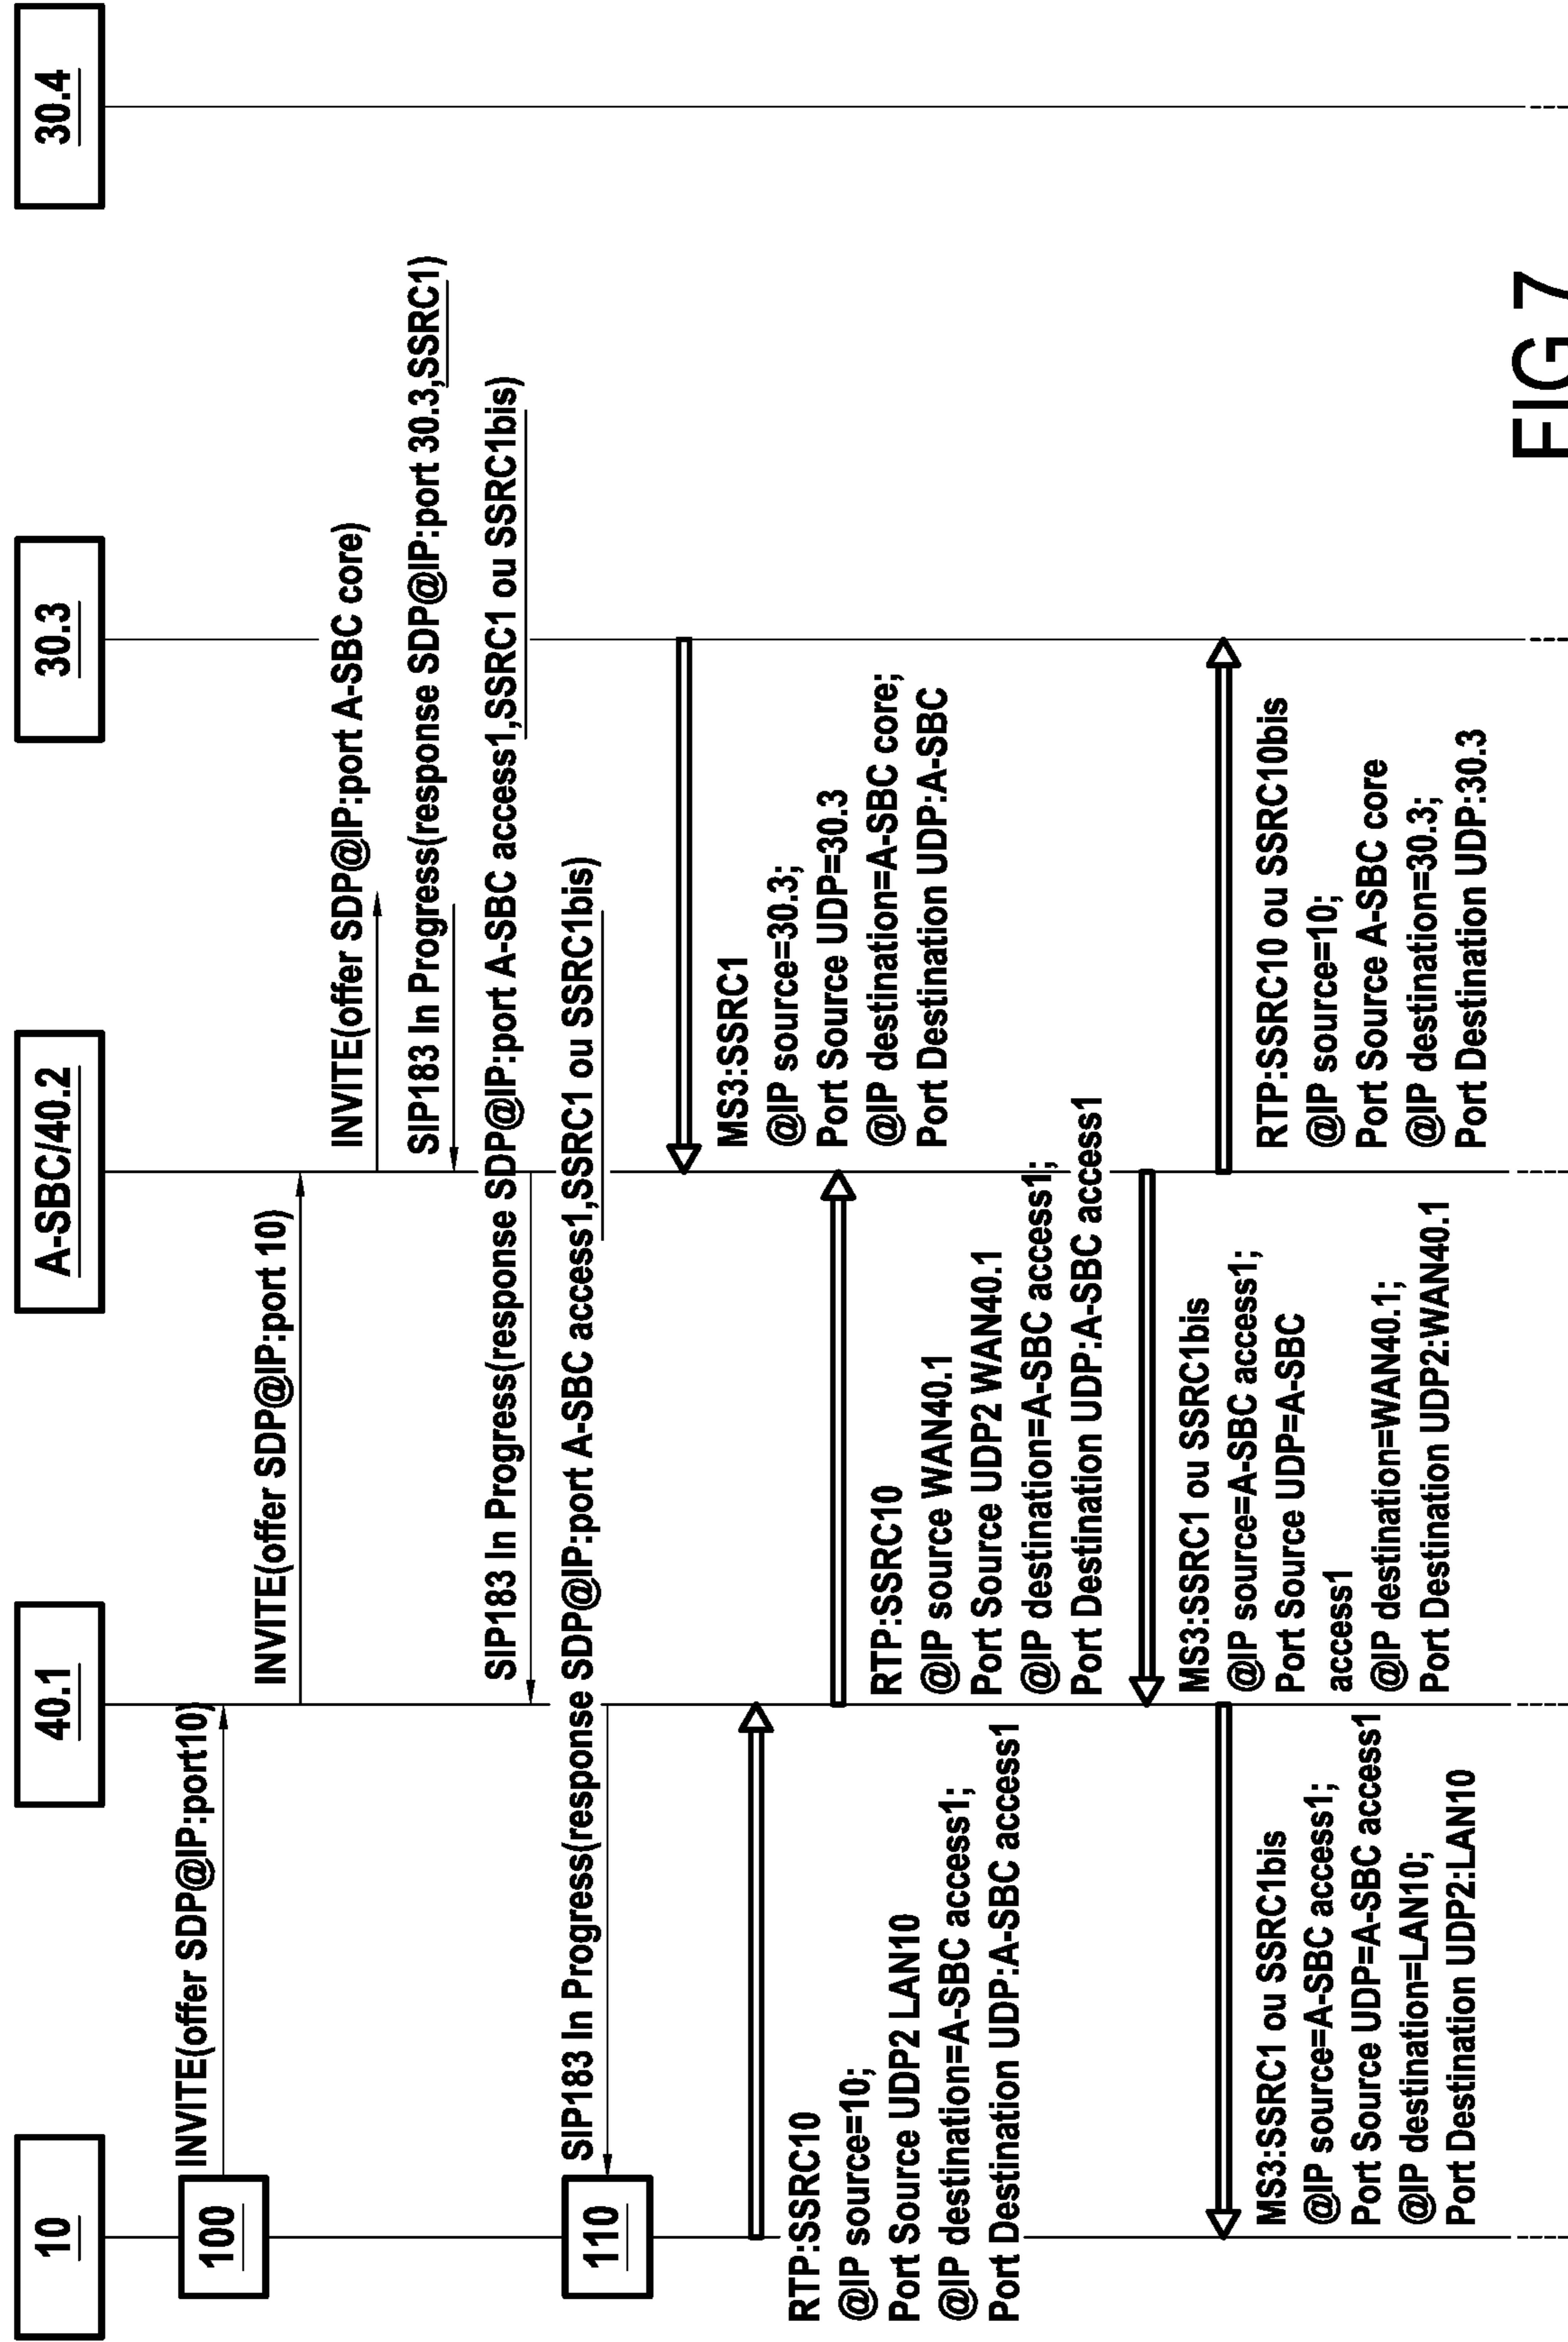 10
40.1
A-SBC/40.2
30.3
30.4
100
INVITE(offer SDP@IP:port10)
INVITE(offer SDP@IP:port 10)
INVITE(offer SDP@IP:port A-SBC core)
SIP183 In Progress(response SDP@IP:port 30.3,SSRC1)
SIP183 In Progress(response SDP@IP:port A-SBC access1,SSRC1 ou SSRC1bis)
110
SIP183 In Progress(response SDP@IP:port A-SBC access1,SSRC1 ou SSRC1bis)
MS3:SSRC1
@IP source=30.3;
Port Source UDP=30.3
@IP destination=A-SBC core;
Port Destination UDP:A-SBC
RTP:SSRC10
@IP source=10;
Port Source UDP2 LAN10
@IP destination=A-SBC access1;
Port Destination UDP:A-SBC access1
RTP:SSRC10
@IP source WAN40.1
Port Source UDP2 WAN40.1
@IP destination=A-SBC access1;
Port Destination UDP:A-SBC access1
MS3:SSRC1 ou SSRC1bis
@IP source=A-SBC access1;
Port Source UDP=A-SBC
access1
@IP destination=WAN40.1;
Port Destination UDP2:WAN40.1
MS3:SSRC1 ou SSRC1bis
@IP source=A-SBC access1;
Port Source UDP=A-SBC access1
@IP destination=LAN10;
Port Destination UDP2:LAN10
RTP:SSRC10 ou SSRC10bis
@IP source=10;
Port Source A-SBC core
@IP destination=30.3;
Port Destination UDP:30.3
FIG 7